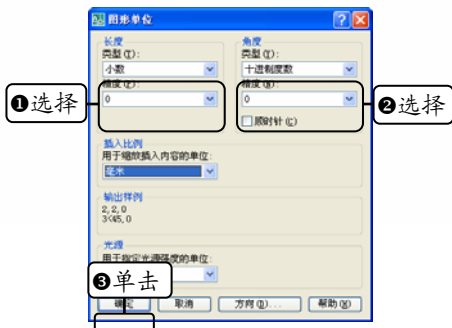 图形单位
长度
类型(T):
小数
精度(P):
0
角度
类型(Y):
十进制度数
精度(N):
0
顺时针(C)
❶选择
❷选择
插入比例
用于缩放插入内容的单位:
毫米
输出样例
2,2,0
3<45,0
光源
用于指定光源强度的单位:
❸单击
确定
取消
方向(D)...
帮助(H)